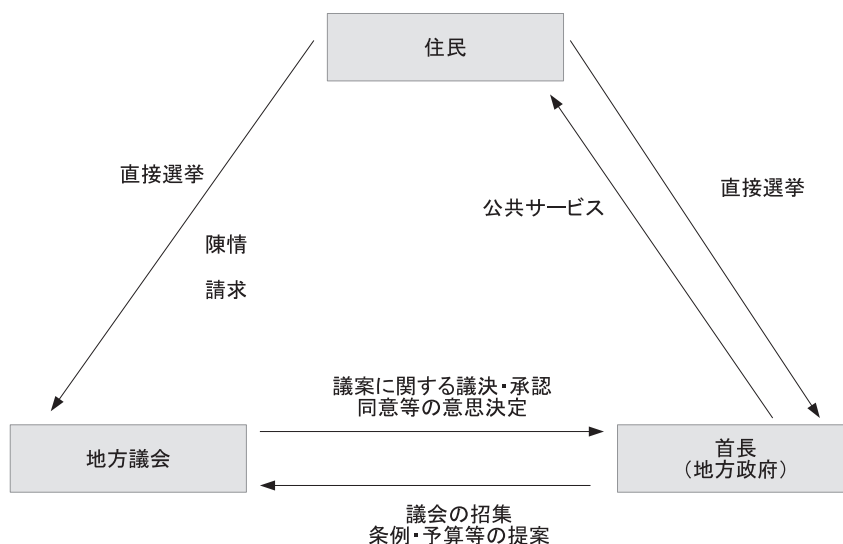 住民
直接選挙
公共サービス
直接選挙
陳情
請求
議案に関する議決・承認
同意等の意思決定
地方議会
首長
（地方政府）
議会の招集
条例・予算等の提案